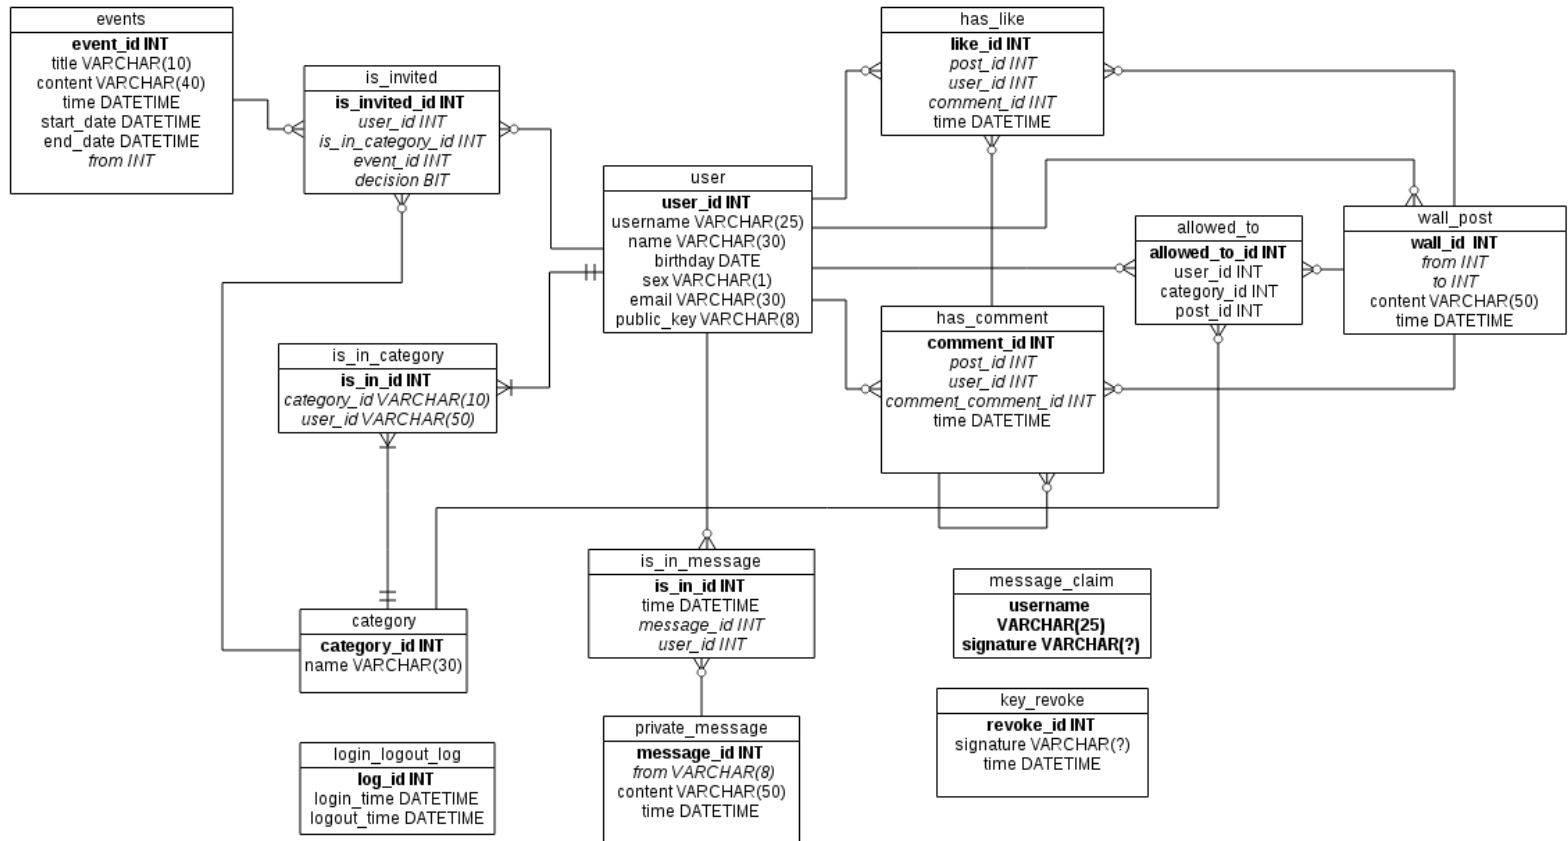 events
event_id INT
title VARCHAR(10)
content VARCHAR(40)
time DATETIME
start_date DATETIME
end_date DATETIME
from INT
is_invited
is_invited_id INT
user_id INT
is_in_category_id INT
event_id INT
decision BIT
user
user_id INT
username VARCHAR(25)
name VARCHAR(30)
birthday DATE
sex VARCHAR(1)
email VARCHAR(30)
public_key VARCHAR(8)
has_like
like_id INT
post_id INT
user_id INT
comment_id INT
time DATETIME
allowed_to
allowed_to_id INT
user_id INT
category_id INT
post_id INT
wall_post
wall_id INT
from INT
to INT
content VARCHAR(50)
time DATETIME
has_comment
comment_id INT
post_id INT
user_id INT
comment_comment_id INT
time DATETIME
is_in_category
is_in_id INT
category_id VARCHAR(10)
user_id VARCHAR(50)
category
category_id INT
name VARCHAR(30)
is_in_message
is_in_id INT
time DATETIME
message_id INT
user_id INT
message_claim
username
VARCHAR(25)
signature VARCHAR(?)
key_revoke
revoke_id INT
signature VARCHAR(?)
time DATETIME
private_message
message_id INT
from VARCHAR(8)
content VARCHAR(50)
time DATETIME
login_logout_log
log_id INT
login_time DATETIME
logout_time DATETIME